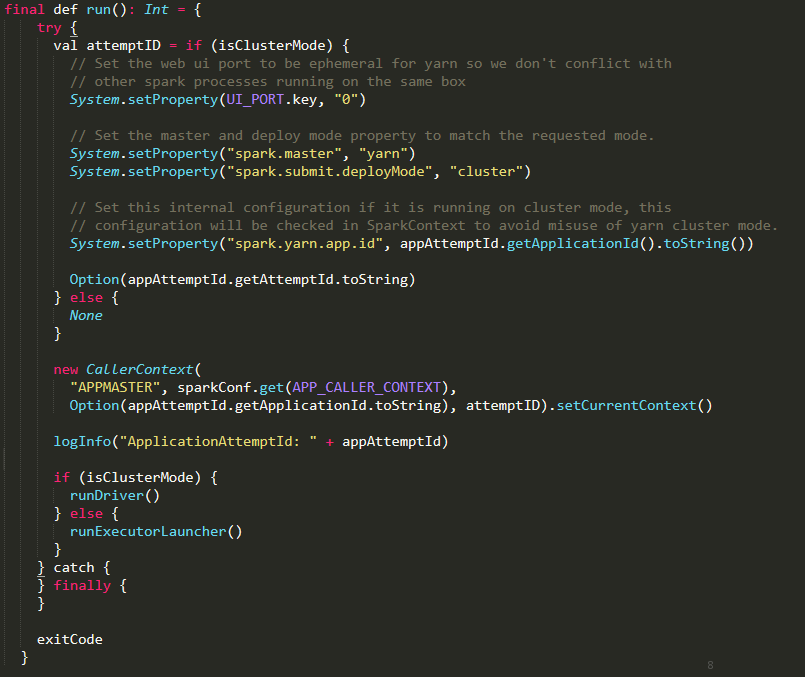 final def run(): Int = {
try {
val attemptID = if (isClusterMode) {
// Set the web ui port to be ephemeral for yarn so we don't conflict with
// other spark processes running on the same box
System.setProperty(UI_PORT.key, "0")
// Set the master and deploy mode property to match the requested mode.
System.setProperty("spark.master", "yarn")
System.setProperty("spark.submit.deployMode", "cluster")
// Set this internal configuration if it is running on cluster mode, this
// configuration will be checked in SparkContext to avoid misuse of yarn cluster mode.
System.setProperty("spark.yarn.app.id", appAttemptId.getApplicationId().toString())
Option(appAttemptId.getAttemptId.toString)
} else {
None
}
new CallerContext(
"APPMASTER", sparkConf.get(APP_CALLER_CONTEXT),
Option(appAttemptId.getApplicationId.toString), attemptID).setCurrentContext()
logInfo("ApplicationAttemptId: " + appAttemptId)
if (isClusterMode) {
runDriver()
} else {
runExecutorLauncher()
}
} catch {
} finally {
}
exitCode
}
8